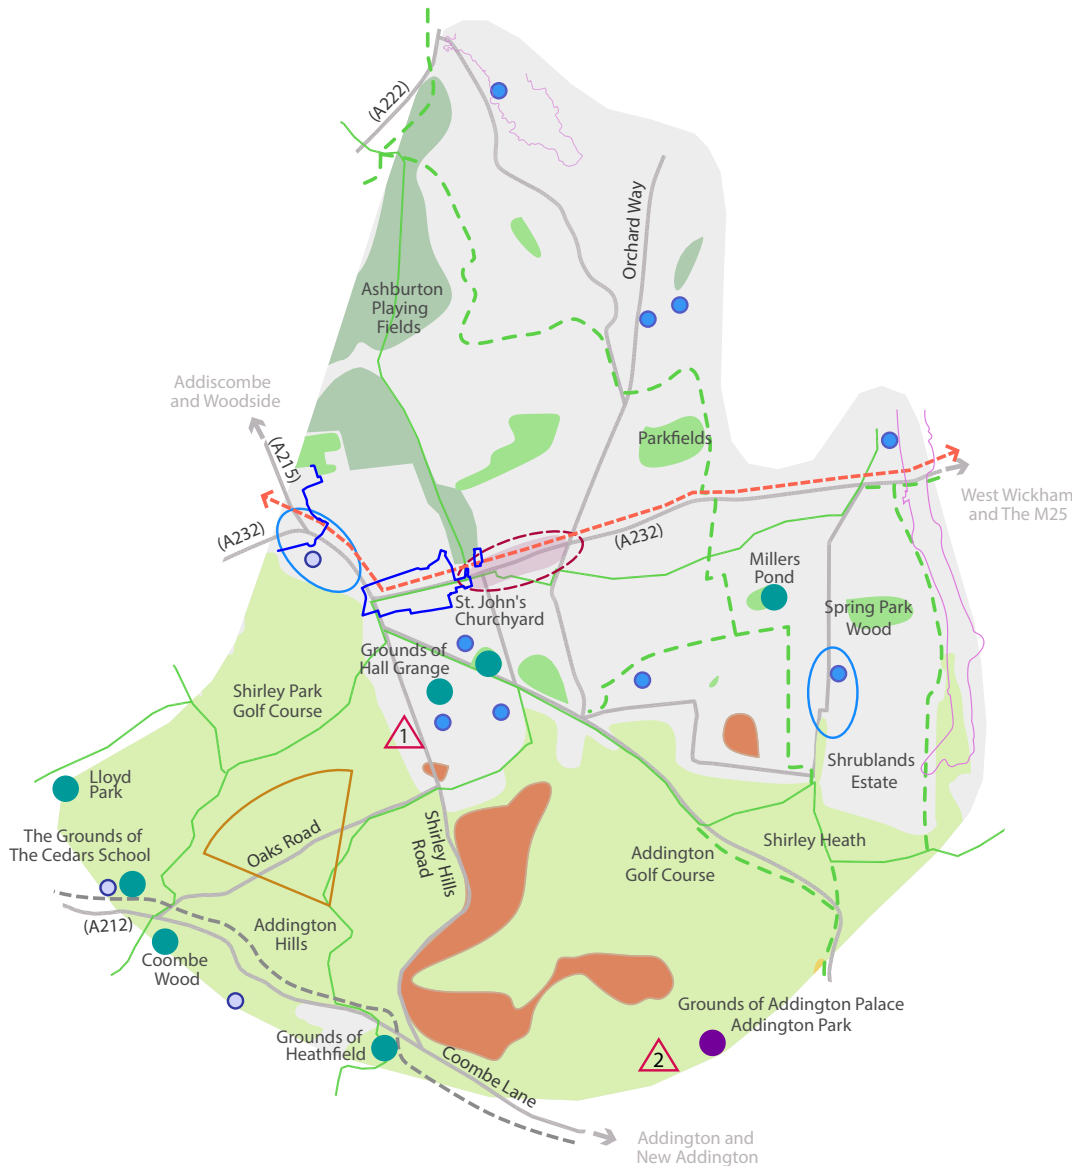 (A222)
Orchard Way
Ashburton
Playing
Fields
Addiscombe
and Woodside
(A215)
Parkfields
West Wickham
and The M25
(A232)
(A232)
Millers
Pond
St. John's
Churchyard
Spring Park
Wood
Grounds of
Hall Grange
Shirley Park
Golf Course
1
Shrublands
Estate
Lloyd
Park
The Grounds of
The Cedars School
Oaks Road
Shirley Hills
Road
Addington
Golf Course
Shirley Heath
(A212)
Addington
Hills
Coombe
Wood
Grounds of Addington Palace
Addington Park
Grounds of
Heathfield
2
Coombe Lane
Addington and
New Addington